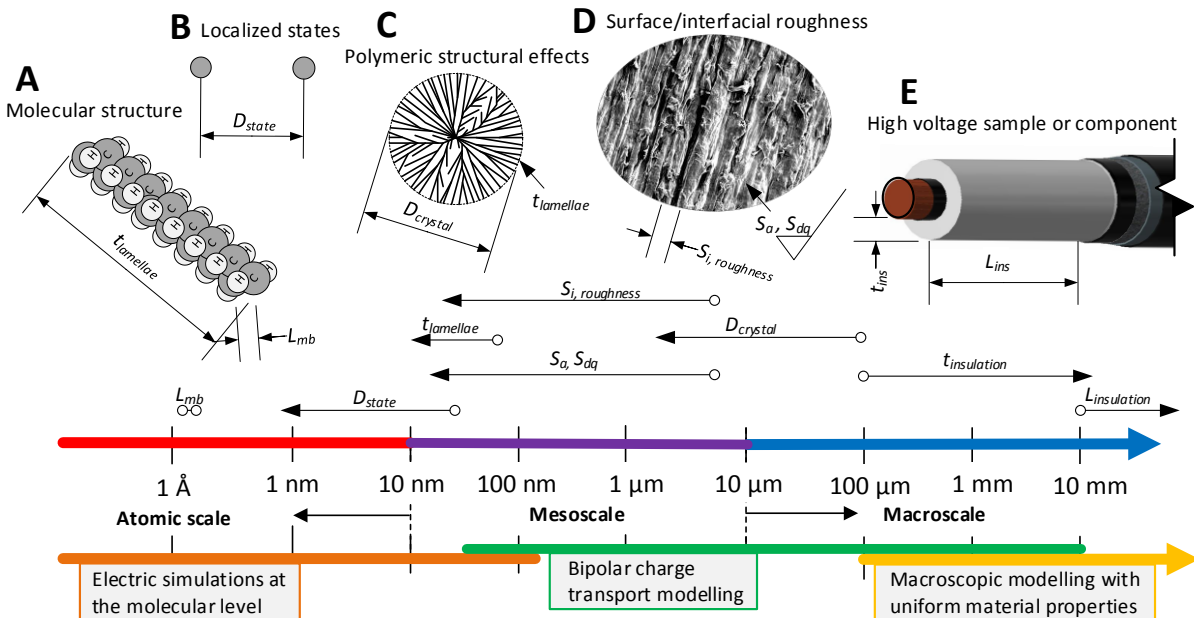 A
Molecular structure
H
C
H
C
H
C
H
C
H
C
H
C
H
C
t_lamellae
L_mb
B
Localized states
D_state
C
Polymeric structural effects
D_crystal
t_lamellae
D
Surface/interfacial roughness
S_a, S_dq
S_i, roughness
E
High voltage sample or component
t_ins
L_ins
S_i, roughness
t_lamellae
D_crystal
S_a, S_dq
t_insulation
L_mb
D_state
L_insulation
1 Å
1 nm
10 nm
100 nm
1 µm
10 µm
100 µm
1 mm
10 mm
Atomic scale
Mesoscale
Macroscale
Electric simulations at
the molecular level
Bipolar charge
transport modelling
Macroscopic modelling with
uniform material properties